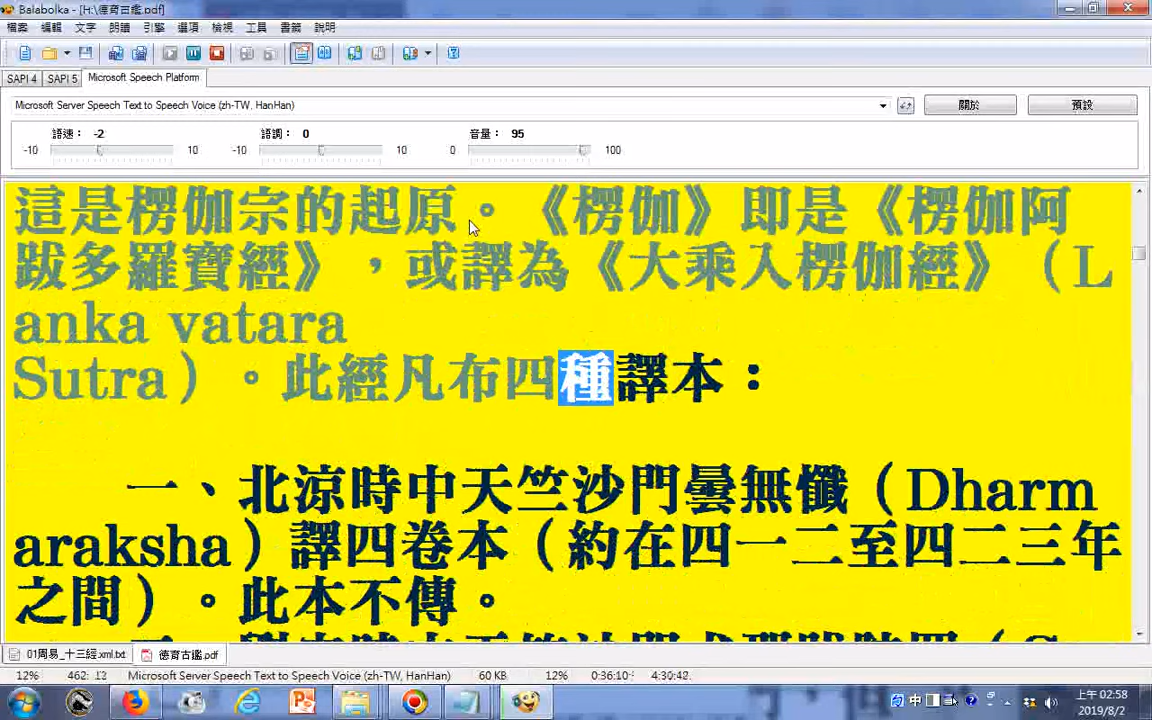 Balabolka - [H:\德育古鑑.pdf]
檔案 編輯 文字 朗讀 引擎 選項 檢視 工具 書籤 說明
SAPI 4 SAPI 5 Microsoft Speech Platform
Microsoft Server Speech Text to Speech Voice (zh-TW, HanHan) 關於 預設
語速： -2 語調： 0 音量： 95
-10 10 -10 10 0 100
這是楞伽宗的起原。《楞伽》即是《楞伽阿
跋多羅寶經》，或譯為《大乘入楞伽經》（L
anka vatara
Sutra）。此經凡布四種譯本：
一、北涼時中天竺沙門曇無懺（Dharm
araksha）譯四卷本（約在四一二至四二三年
之間）。此本不傳。
01周易_十三經.xml.txt 德育古鑑.pdf
12% 462: 12 Microsoft Server Speech Text to Speech Voice (zh-TW, HanHan) 60 KB 12% 0:36:10 4:30:42
中 上午 02:58
2019/8/2